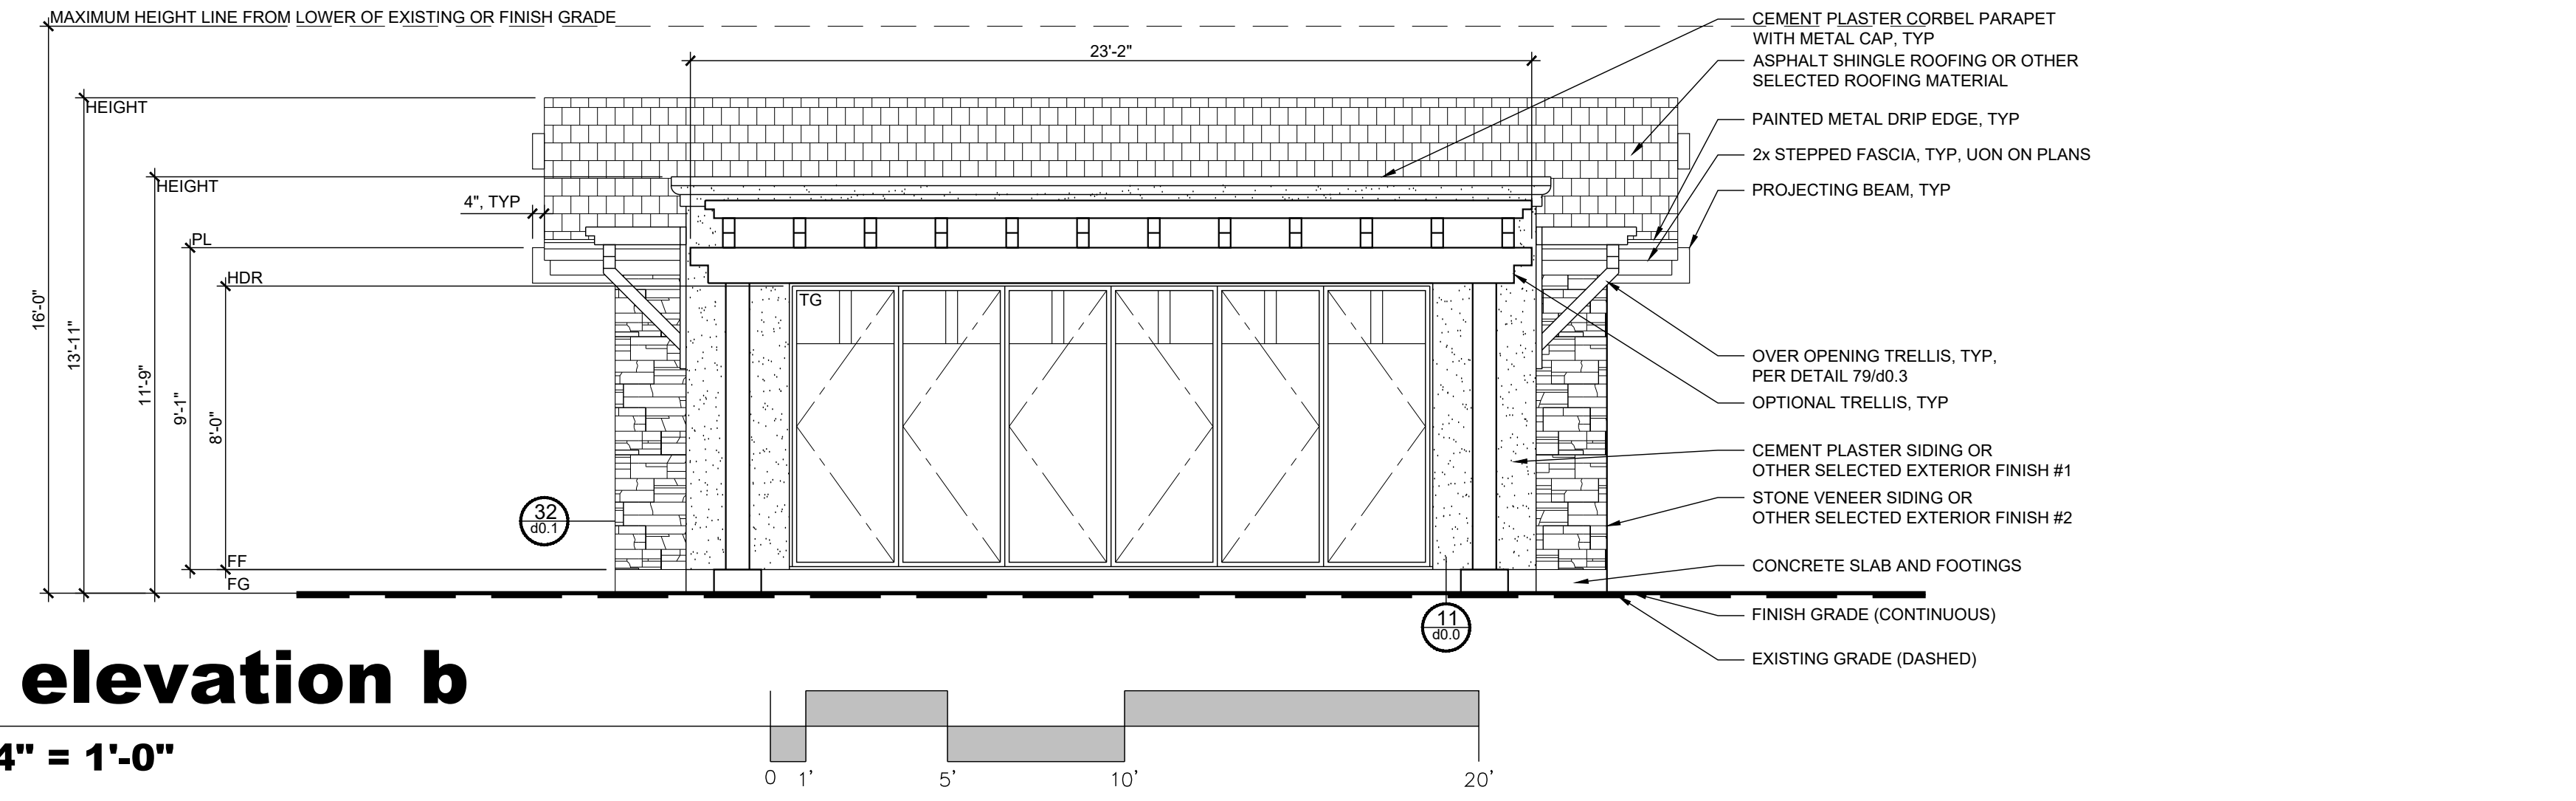 MAXIMUM HEIGHT LINE FROM LOWER OF EXISTING OR FINISH GRADE
23'-2"
HEIGHT
HEIGHT
4", TYP
PL
HDR
TG
16'-0"
13'-11"
11'-9"
9'-1"
8'-0"
FF
FG
32
d0.1
11
d0.0
CEMENT PLASTER CORBEL PARAPET
WITH METAL CAP, TYP
ASPHALT SHINGLE ROOFING OR OTHER
SELECTED ROOFING MATERIAL
PAINTED METAL DRIP EDGE, TYP
2x STEPPED FASCIA, TYP, UON ON PLANS
PROJECTING BEAM, TYP
OVER OPENING TRELLIS, TYP,
PER DETAIL 79/d0.3
OPTIONAL TRELLIS, TYP
CEMENT PLASTER SIDING OR
OTHER SELECTED EXTERIOR FINISH #1
STONE VENEER SIDING OR
OTHER SELECTED EXTERIOR FINISH #2
CONCRETE SLAB AND FOOTINGS
FINISH GRADE (CONTINUOUS)
EXISTING GRADE (DASHED)
elevation b
4" = 1'-0"
0 1' 5' 10' 20'